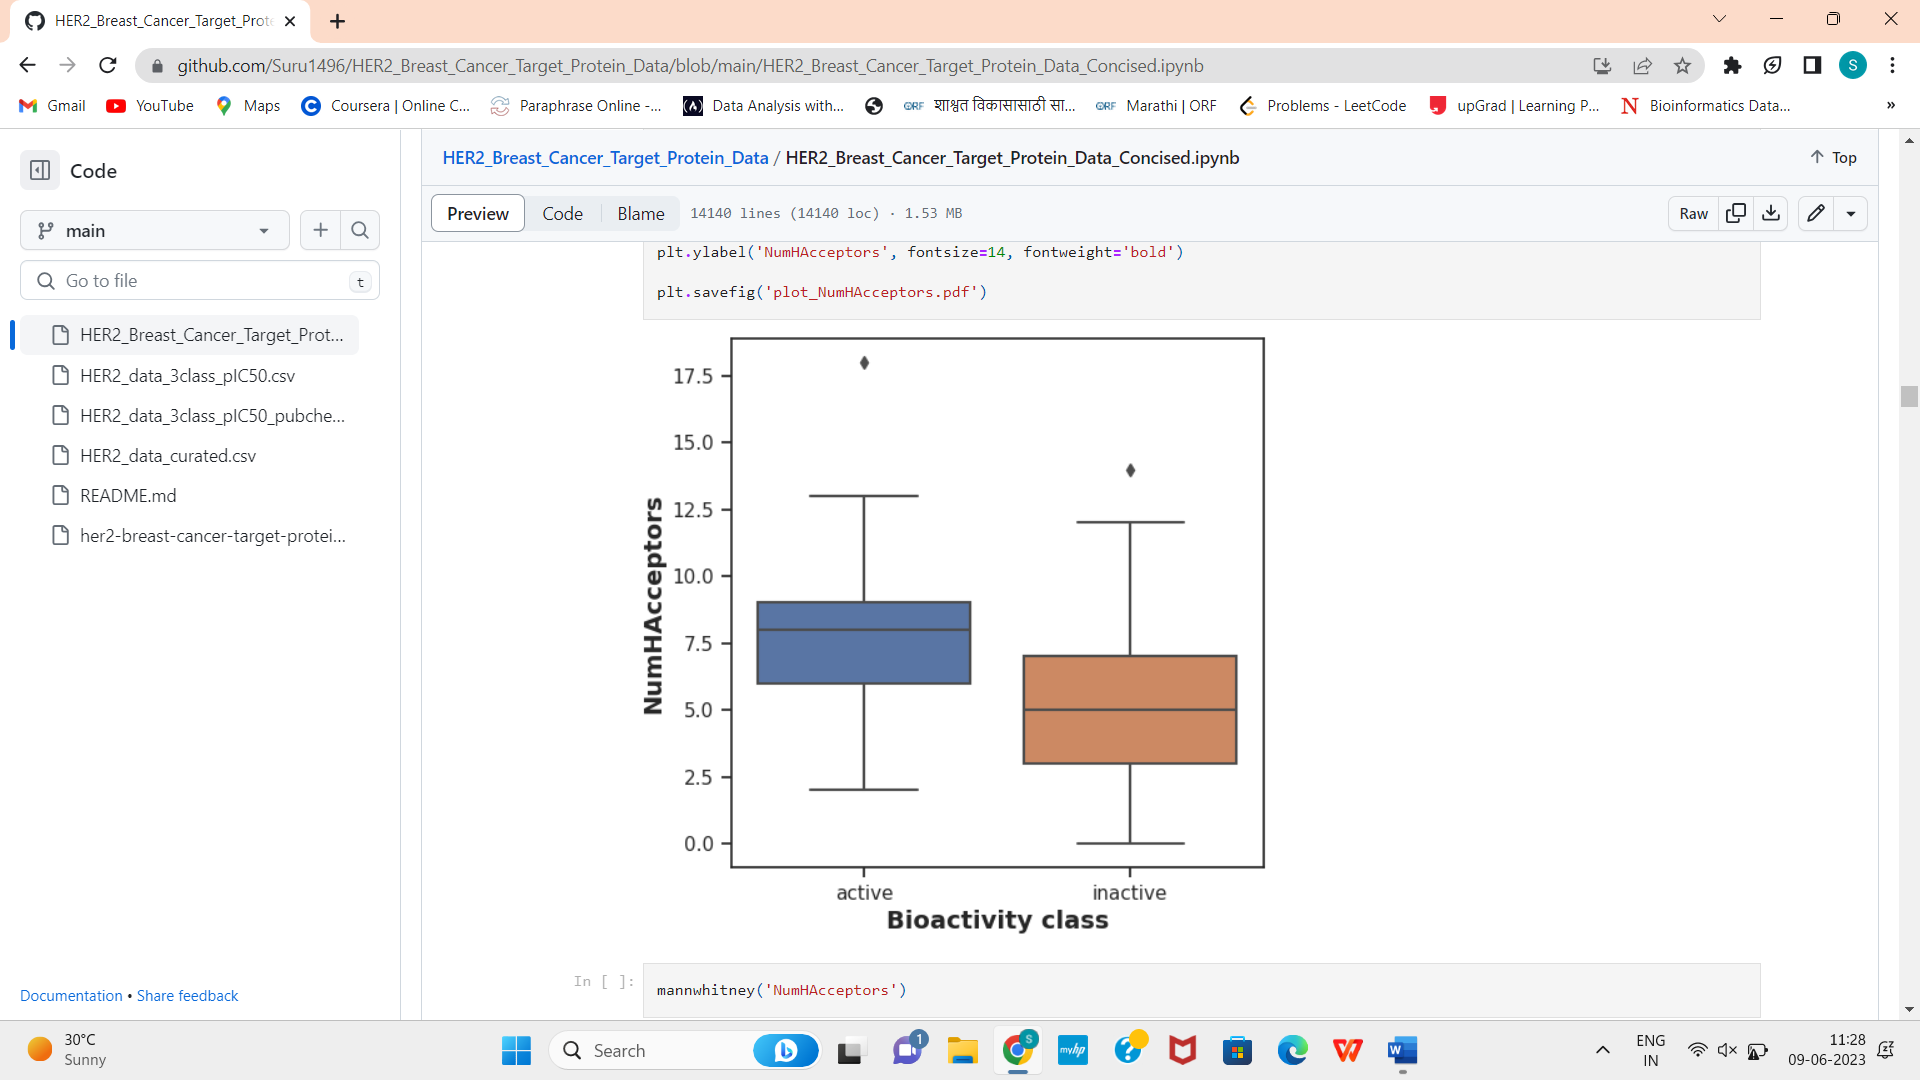 HER2_Breast_Cancer_Target_Prote
github.com/Suru1496/HER2_Breast_Cancer_Target_Protein_Data/blob/main/HER2_Breast_Cancer_Target_Protein_Data_Concised.ipynb
S
Gmail YouTube Maps Coursera | Online C... Paraphrase Online -... Data Analysis with... ORF शाश्वत विकासासाठी सा... ORF Marathi | ORF Problems - LeetCode upGrad | Learning P... N Bioinformatics Data... »
Code
main
Go to file t
HER2_Breast_Cancer_Target_Prot...
HER2_data_3class_pIC50.csv
HER2_data_3class_pIC50_pubche...
HER2_data_curated.csv
README.md
her2-breast-cancer-target-protei...
Documentation • Share feedback
HER2_Breast_Cancer_Target_Protein_Data / HER2_Breast_Cancer_Target_Protein_Data_Concised.ipynb
Top
Preview Code Blame 14140 lines (14140 loc) · 1.53 MB Raw
plt.ylabel('NumHAcceptors', fontsize=14, fontweight='bold')
plt.savefig('plot_NumHAcceptors.pdf')
17.5
15.0
12.5
10.0
7.5
5.0
2.5
0.0
NumHAcceptors
active inactive
Bioactivity class
In [ ]:
mannwhitney('NumHAcceptors')
30°C
Sunny
Search
1
S
myhp
ENG
IN
11:28
09-06-2023